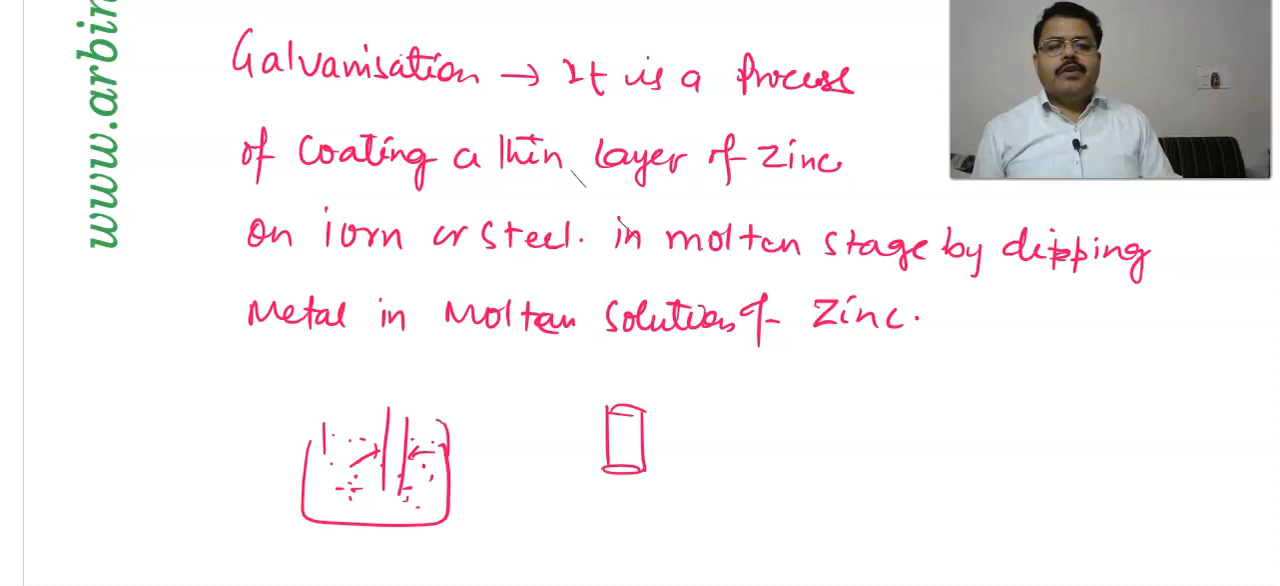 www.arbin
Galvanisation → It is a Process
of Coating a thin layer of Zinc
on iorn or steel. in molten stage by dipping
Metal in Moltan Solution of Zinc.